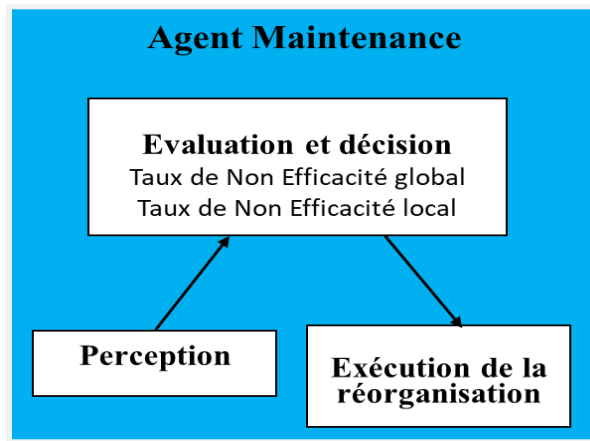 Agent Maintenance
Evaluation et décision
Taux de Non Efficacité global
Taux de Non Efficacité local
Perception
Exécution de la
réorganisation